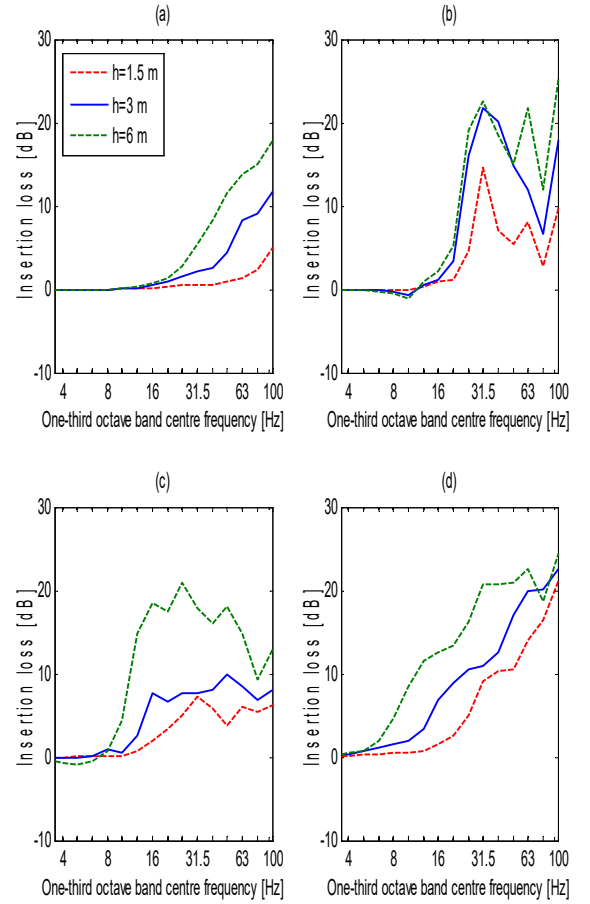 (a)
30
20
10
0
-10
Insertion loss [dB]
h=1.5 m
h=3 m
h=6 m
4 8 16 31.5 63 100
One-third octave band centre frequency [Hz]
(b)
30
20
10
0
-10
Insertion loss [dB]
4 8 16 31.5 63 100
One-third octave band centre frequency [Hz]
(c)
30
20
10
0
-10
Insertion loss [dB]
4 8 16 31.5 63 100
One-third octave band centre frequency [Hz]
(d)
30
20
10
0
-10
Insertion loss [dB]
4 8 16 31.5 63 100
One-third octave band centre frequency [Hz]